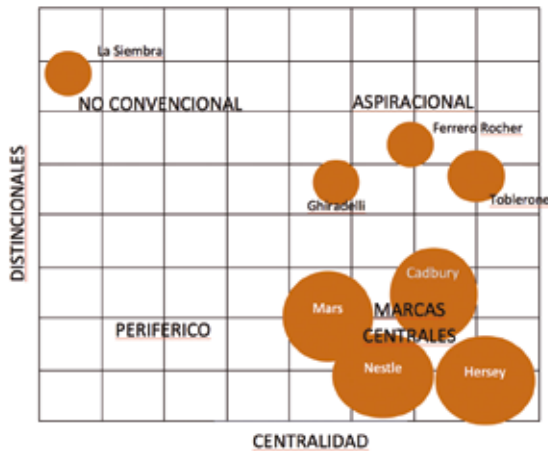 La Siembra
NO CONVENCIONAL
ASPIRACIONAL
Ferrero Rocher
Toblerone
Ghiradelli
DISTINCIONALES
Cadbury
Mars
MARCAS
CENTRALES
PERIFERICO
Nestle
Hersey
CENTRALIDAD